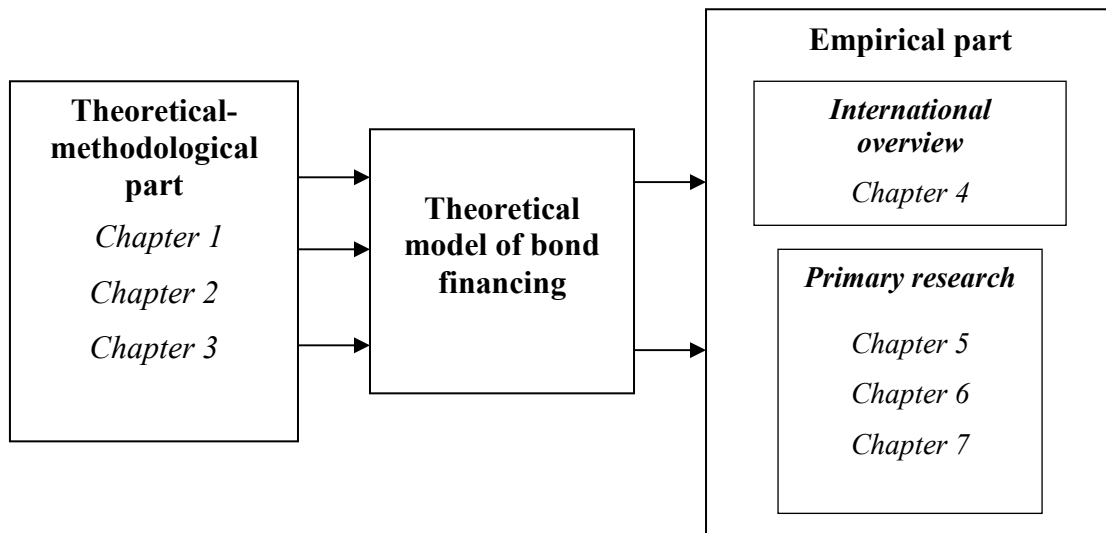 Theoretical-
methodological
part
Chapter 1
Chapter 2
Chapter 3
Theoretical
model of bond
financing
Empirical part
International
overview
Chapter 4
Primary research
Chapter 5
Chapter 6
Chapter 7